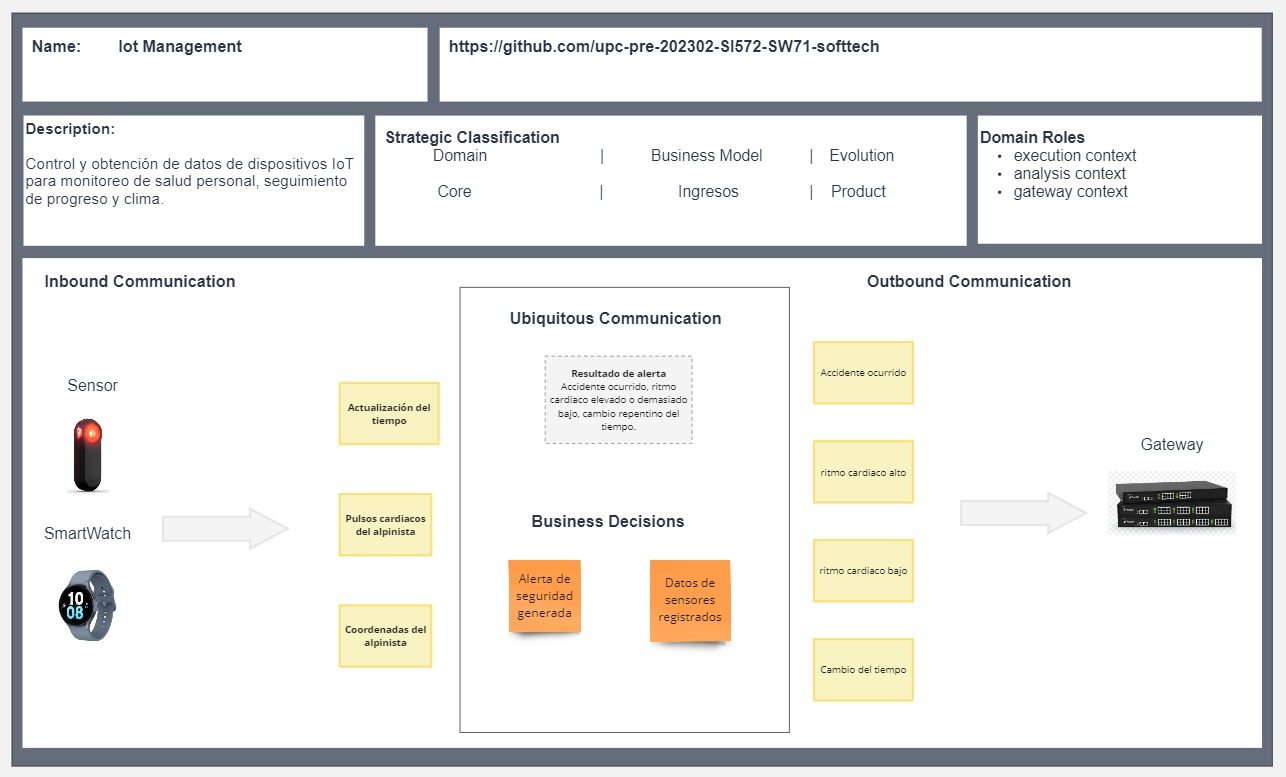 Name: Iot Management
https://github.com/upc-pre-202302-SI572-SW71-softtech
Description:
Control y obtención de datos de dispositivos IoT
para monitoreo de salud personal, seguimiento
de progreso y clima.
Strategic Classification
Domain | Business Model | Evolution
Core | Ingresos | Product
Domain Roles
• execution context
• analysis context
• gateway context
Inbound Communication
Sensor
SmartWatch
Actualización del
tiempo
Pulsos cardiacos
del alpinista
Coordenadas del
alpinista
Ubiquitous Communication
Resultado de alerta
Accidente ocurrido, ritmo
cardiaco elevado o demasiado
bajo, cambio repentino del
tiempo.
Business Decisions
Alerta de
seguridad
generada
Datos de
sensores
registrados
Outbound Communication
Accidente ocurrido
ritmo cardiaco alto
ritmo cardiaco bajo
Cambio del tiempo
Gateway
10
08